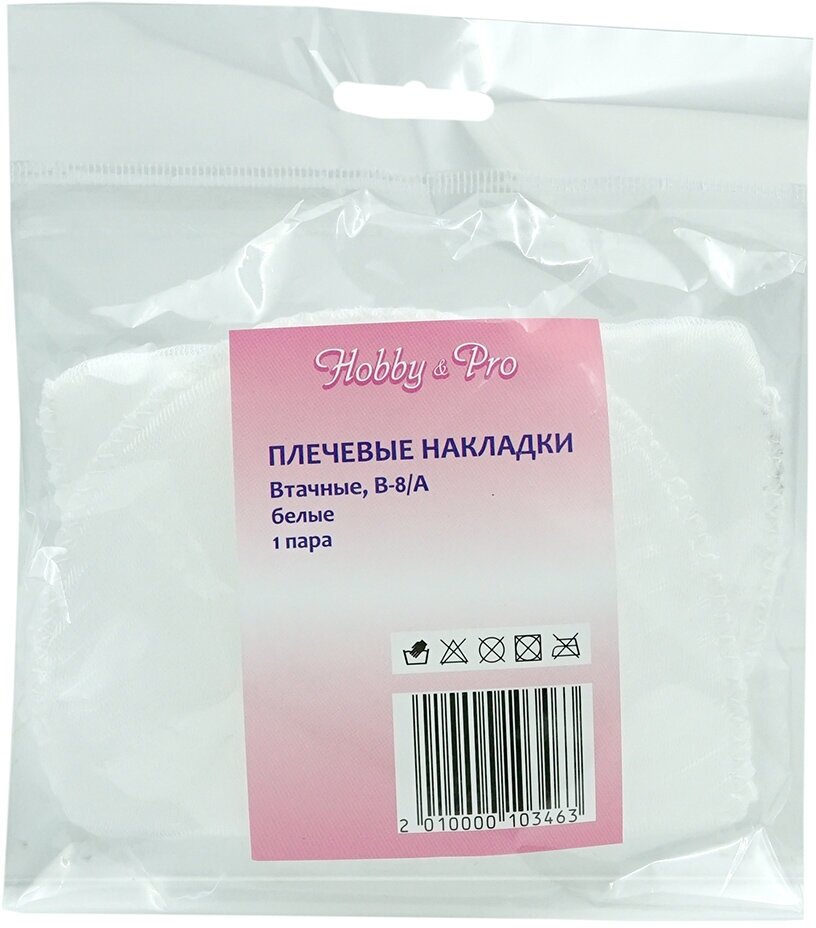 Hobby & Pro
ПЛЕЧЕВЫЕ НАКЛАДКИ
Втачные, В-8/А
белые
1 пара
2 010000 103463